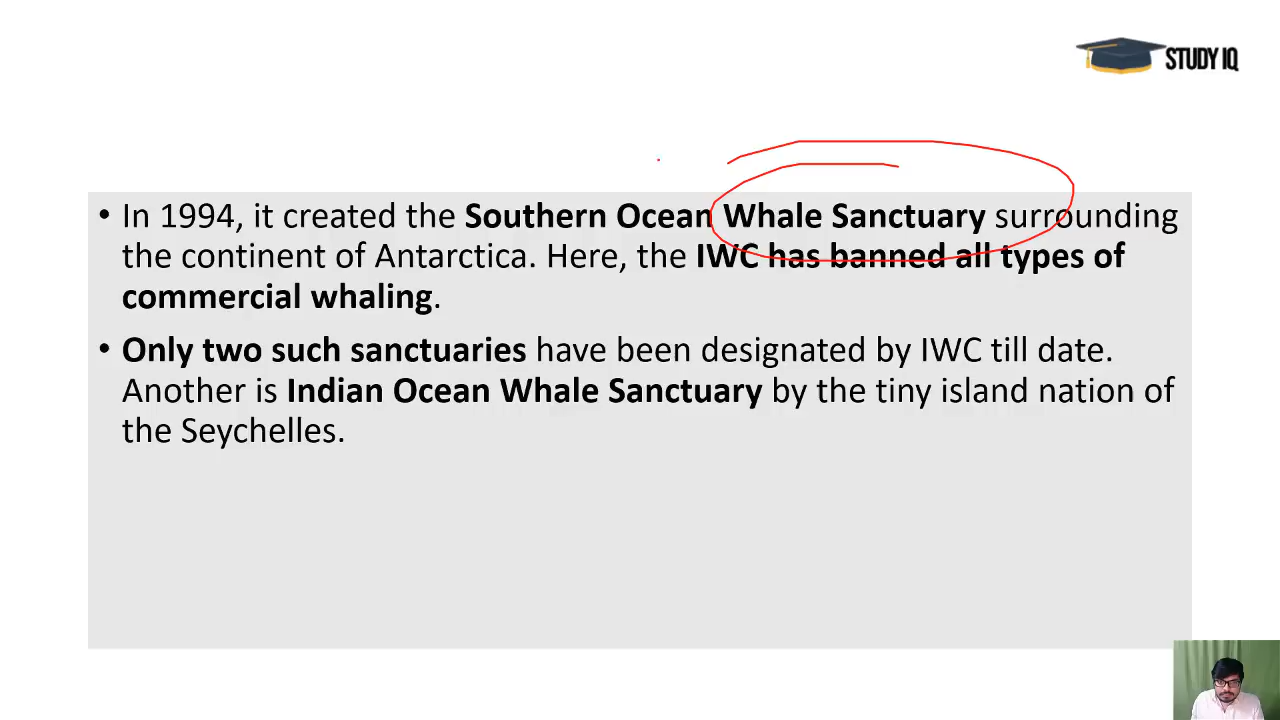 STUDY IQ
• In 1994, it created the Southern Ocean Whale Sanctuary surrounding
the continent of Antarctica. Here, the IWC has banned all types of
commercial whaling.
• Only two such sanctuaries have been designated by IWC till date.
Another is Indian Ocean Whale Sanctuary by the tiny island nation of
the Seychelles.